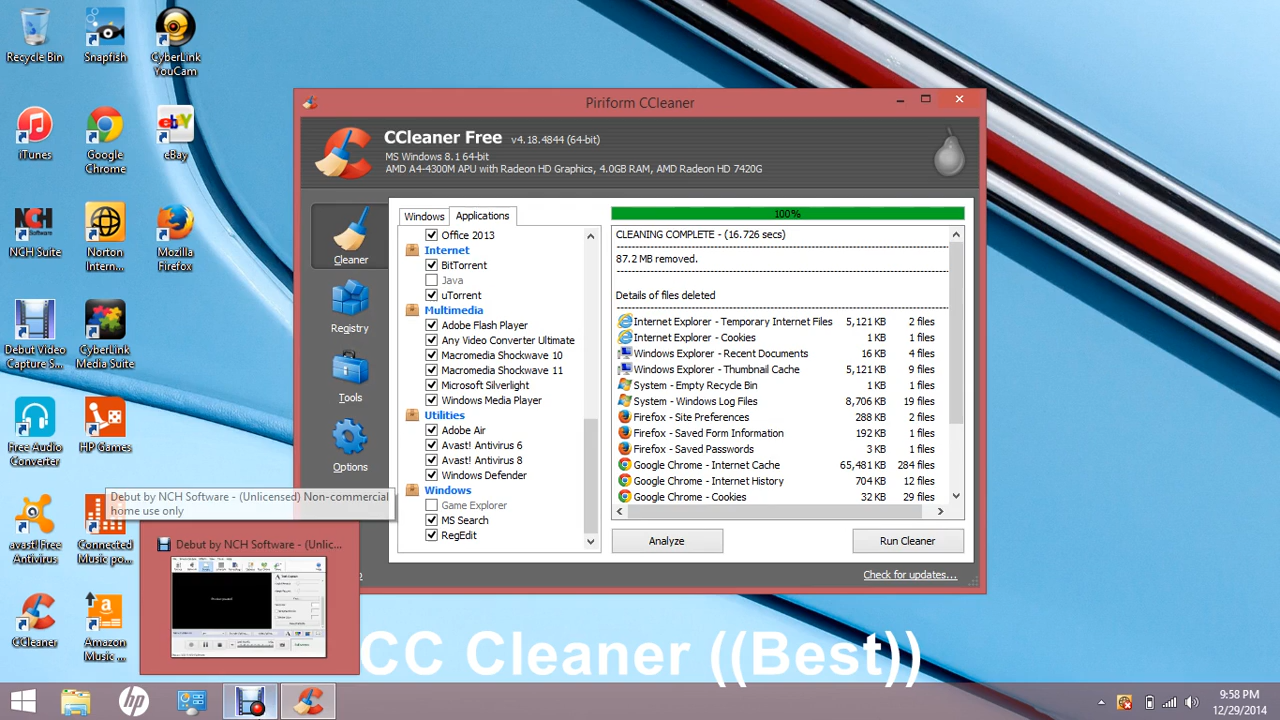 Recycle Bin
Snapfish
CyberLink
YouCam
iTunes
Google
Chrome
eBay
NCH Suite
Norton
Intern...
Mozilla
Firefox
Debut Video
Capture S...
CyberLink
Media Suite
Free Audio
Converter
HP Games
avast! Free
Antivirus
Connected
Music po...
CCleaner
Amazon
Music ...
Piriform CCleaner
CCleaner Free v4.18.4844 (64-bit)
MS Windows 8.1 64-bit
AMD A4-4300M APU with Radeon HD Graphics, 4.0GB RAM, AMD Radeon HD 7420G
Cleaner
Registry
Tools
Options
Windows
Applications
Office 2013
Internet
BitTorrent
Java
uTorrent
Multimedia
Adobe Flash Player
Any Video Converter Ultimate
Macromedia Shockwave 10
Macromedia Shockwave 11
Microsoft Silverlight
Windows Media Player
Utilities
Adobe Air
Avast! Antivirus 6
Avast! Antivirus 8
Windows Defender
Windows
Game Explorer
MS Search
RegEdit
100%
CLEANING COMPLETE - (16.726 secs)
87.2 MB removed.
Details of files deleted
Internet Explorer - Temporary Internet Files 5,121 KB 2 files
Internet Explorer - Cookies 1 KB 1 files
Windows Explorer - Recent Documents 16 KB 4 files
Windows Explorer - Thumbnail Cache 5,121 KB 9 files
System - Empty Recycle Bin 1 KB 1 files
System - Windows Log Files 8,706 KB 19 files
Firefox - Site Preferences 288 KB 2 files
Firefox - Saved Form Information 192 KB 1 files
Firefox - Saved Passwords 3 KB 1 files
Google Chrome - Internet Cache 65,481 KB 284 files
Google Chrome - Internet History 704 KB 12 files
Google Chrome - Cookies 32 KB 29 files
Analyze
Run Cleaner
Check for updates...
Debut by NCH Software - (Unlicensed) Non-commercial
home use only
Debut by NCH Software - (Unlic...
CC Cleaner ((Best))
hp
9:58 PM
12/29/2014